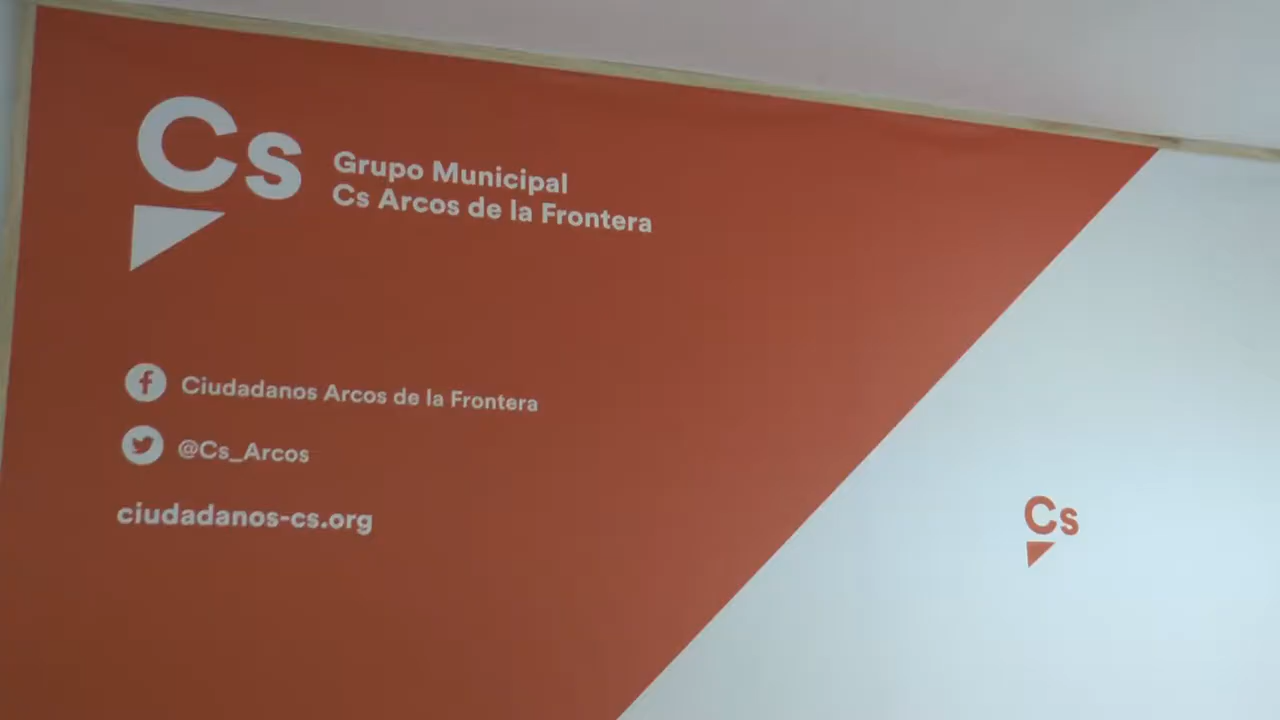 Cs
Grupo Municipal
Cs Arcos de la Frontera
Ciudadanos Arcos de la Frontera
@Cs_Arcos
ciudadanos-cs.org
Cs